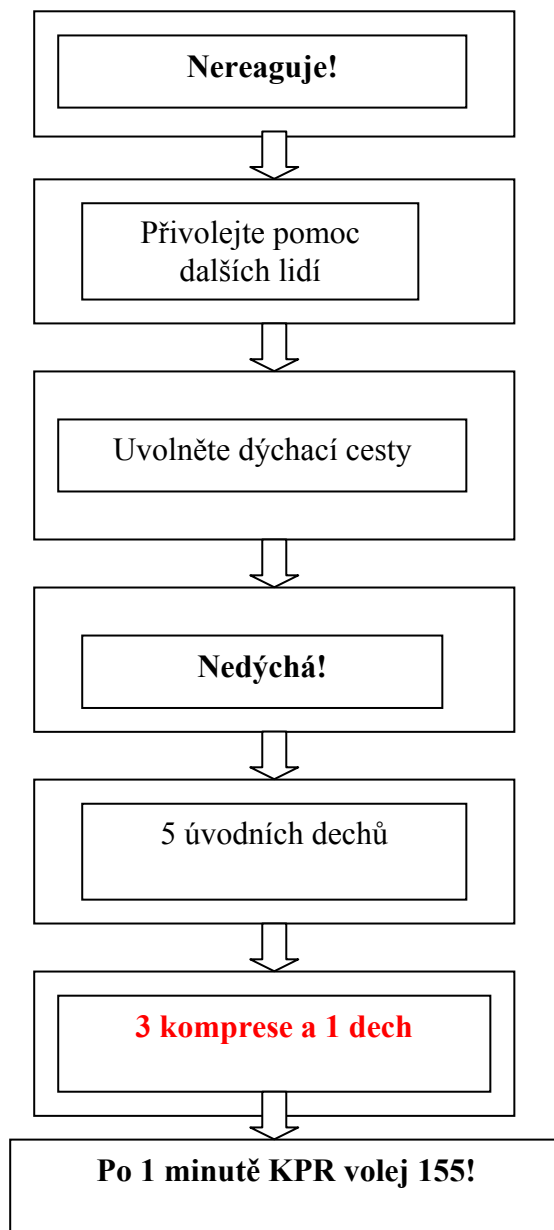 Nereaguje!
Přivolejte pomoc
dalších lidí
Uvolněte dýchací cesty
Nedýchá!
5 úvodních dechů
3 komprese a 1 dech
Po 1 minutě KPR volej 155!